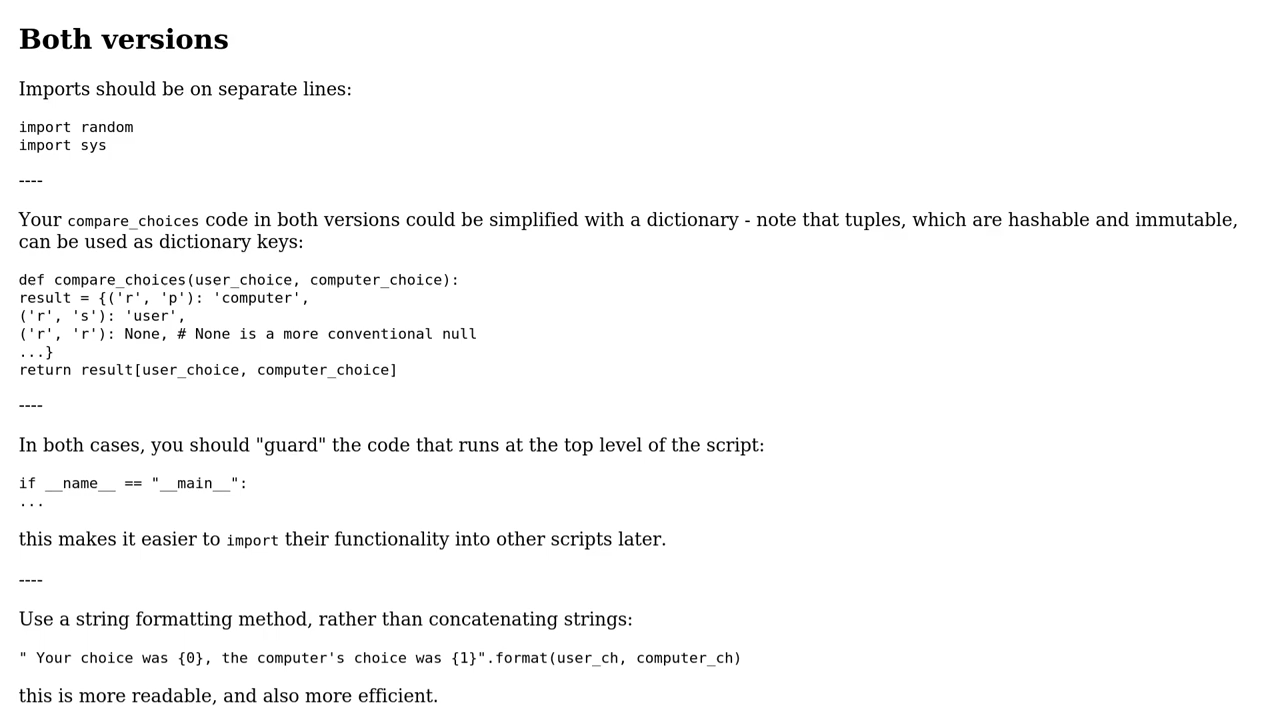 Both versions
Imports should be on separate lines:
import random
import sys
----
Your compare_choices code in both versions could be simplified with a dictionary - note that tuples, which are hashable and immutable,
can be used as dictionary keys:
def compare_choices(user_choice, computer_choice):
result = {('r', 'p'): 'computer',
('r', 's'): 'user',
('r', 'r'): None, # None is a more conventional null
...}
return result[user_choice, computer_choice]
----
In both cases, you should "guard" the code that runs at the top level of the script:
if __name__ == "__main__":
...
this makes it easier to import their functionality into other scripts later.
----
Use a string formatting method, rather than concatenating strings:
" Your choice was {0}, the computer's choice was {1}".format(user_ch, computer_ch)
this is more readable, and also more efficient.